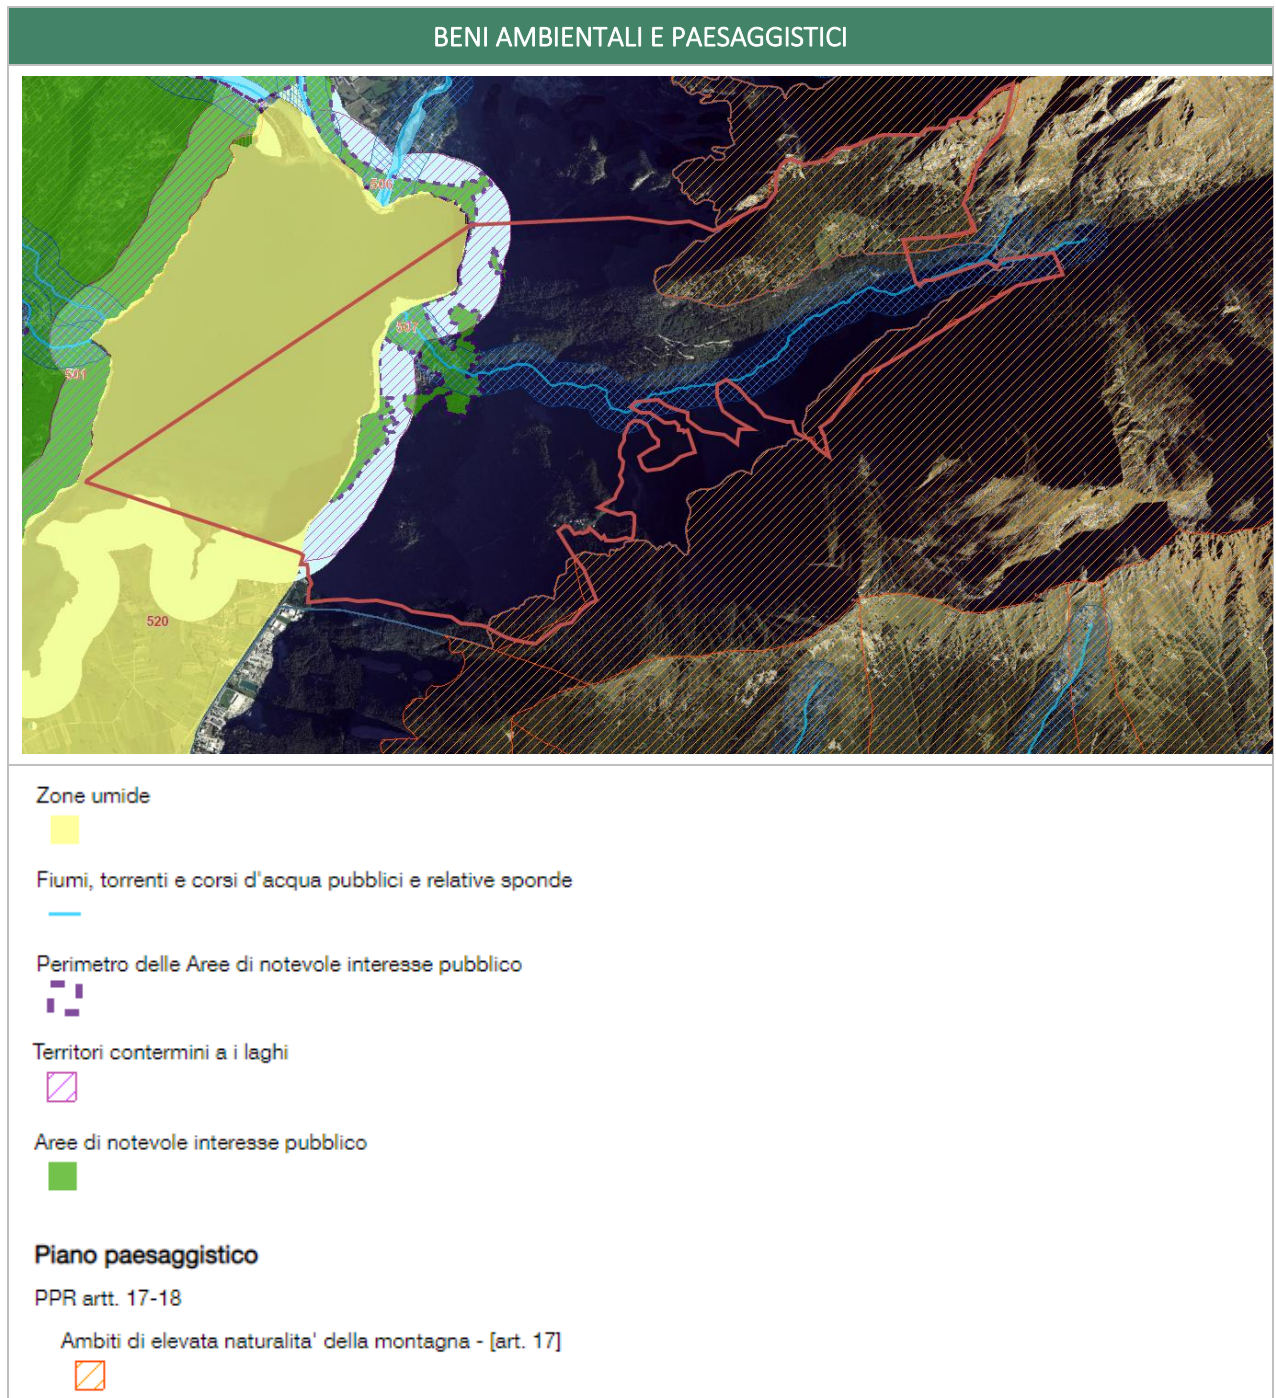 BENI AMBIENTALI E PAESAGGISTICI
506
507
501
520
Zone umide
Fiumi, torrenti e corsi d'acqua pubblici e relative sponde
Perimetro delle Aree di notevole interesse pubblico
Territori contermini a i laghi
Aree di notevole interesse pubblico
Piano paesaggistico
PPR artt. 17-18
Ambiti di elevata naturalita' della montagna - [art. 17]